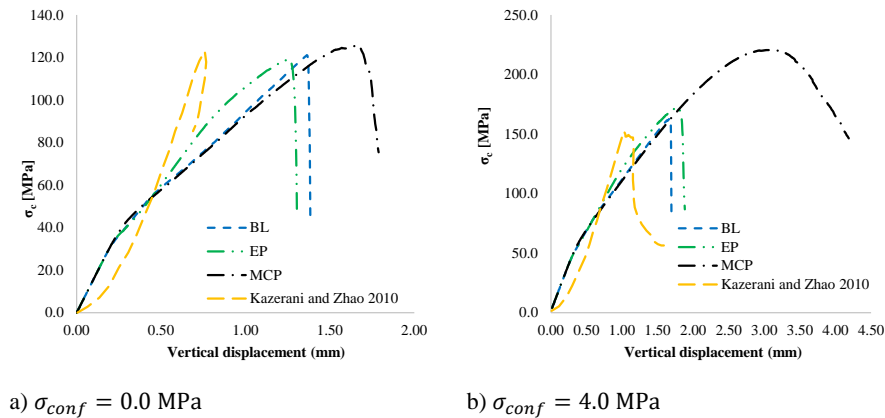 140.0
120.0
100.0
80.0
60.0
40.0
20.0
0.0
σc [MPa]
0.00 0.50 1.00 1.50 2.00
Vertical displacement (mm)
BL
EP
MCP
Kazerani and Zhao 2010
a) σconf = 0.0 MPa
250.0
200.0
150.0
100.0
50.0
0.0
σc [MPa]
0.00 0.50 1.00 1.50 2.00 2.50 3.00 3.50 4.00 4.50
Vertical displacement (mm)
BL
EP
MCP
Kazerani and Zhao 2010
b) σconf = 4.0 MPa